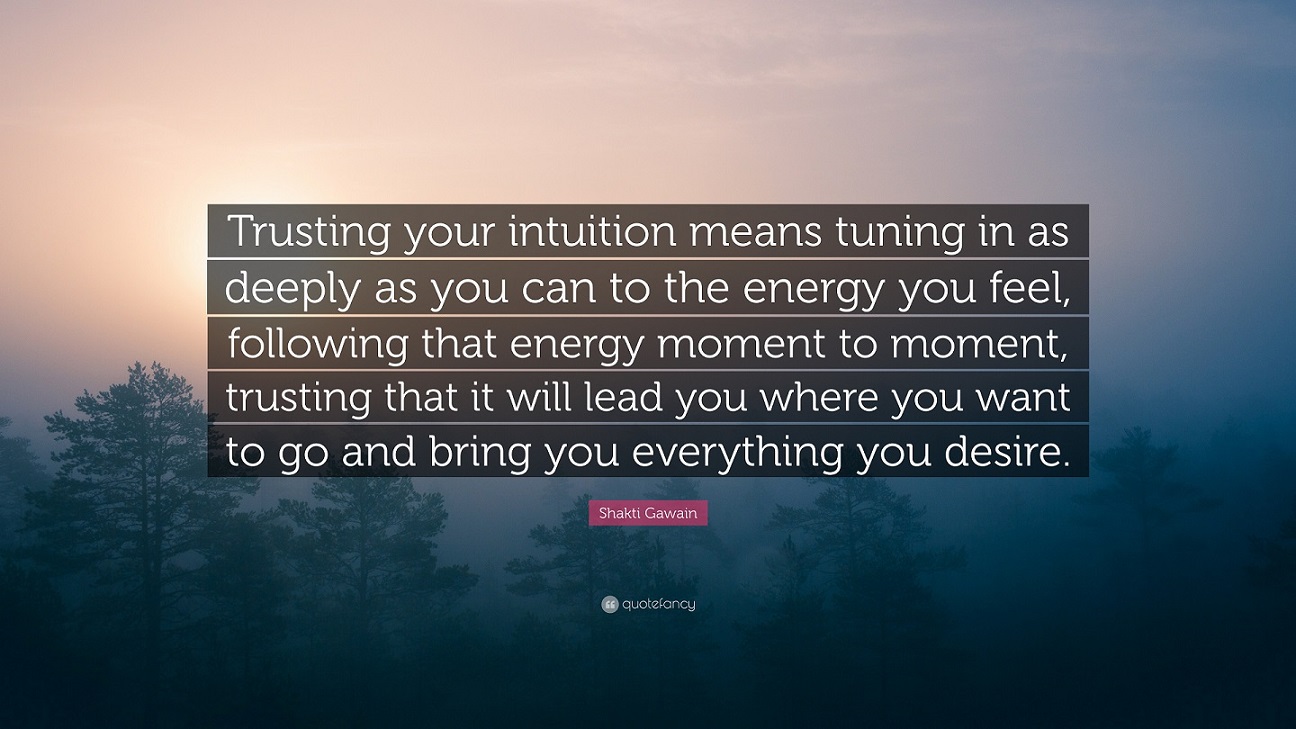 Trusting your intuition means tuning in as
deeply as you can to the energy you feel,
following that energy moment to moment,
trusting that it will lead you where you want
to go and bring you everything you desire.
Shakti Gawain
quotefancy